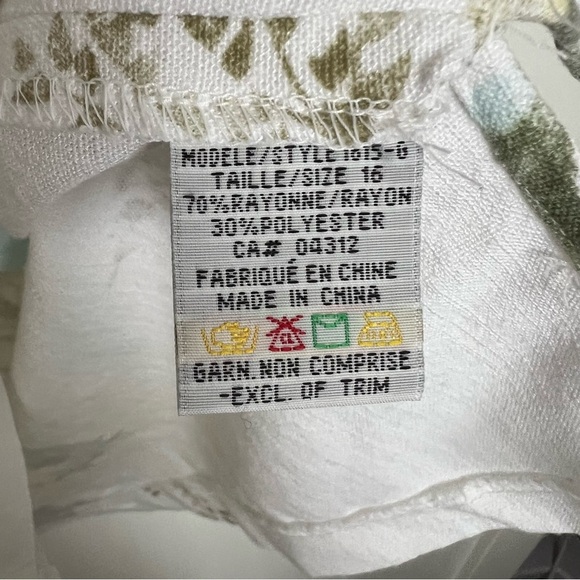 MODELE/STYLE 1615-G
TAILLE/SIZE 16
70%RAYONNE/RAYON
30%POLYESTER
CA# 04312
FABRIQUÉ EN CHINE
MADE IN CHINA
GARN.NON COMPRISE
-EXCL. OF TRIM